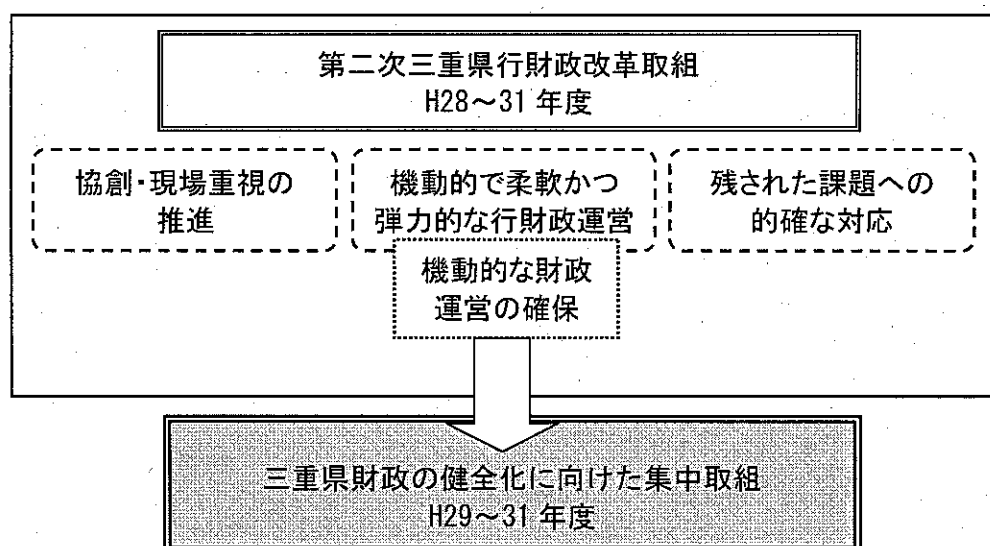 第二次三重県行財政改革取組
H28～31 年度
協創・現場重視の
推進
機動的で柔軟かつ
弾力的な行財政運営
残された課題への
的確な対応
機動的な財政
運営の確保
三重県財政の健全化に向けた集中取組
H29～31 年度